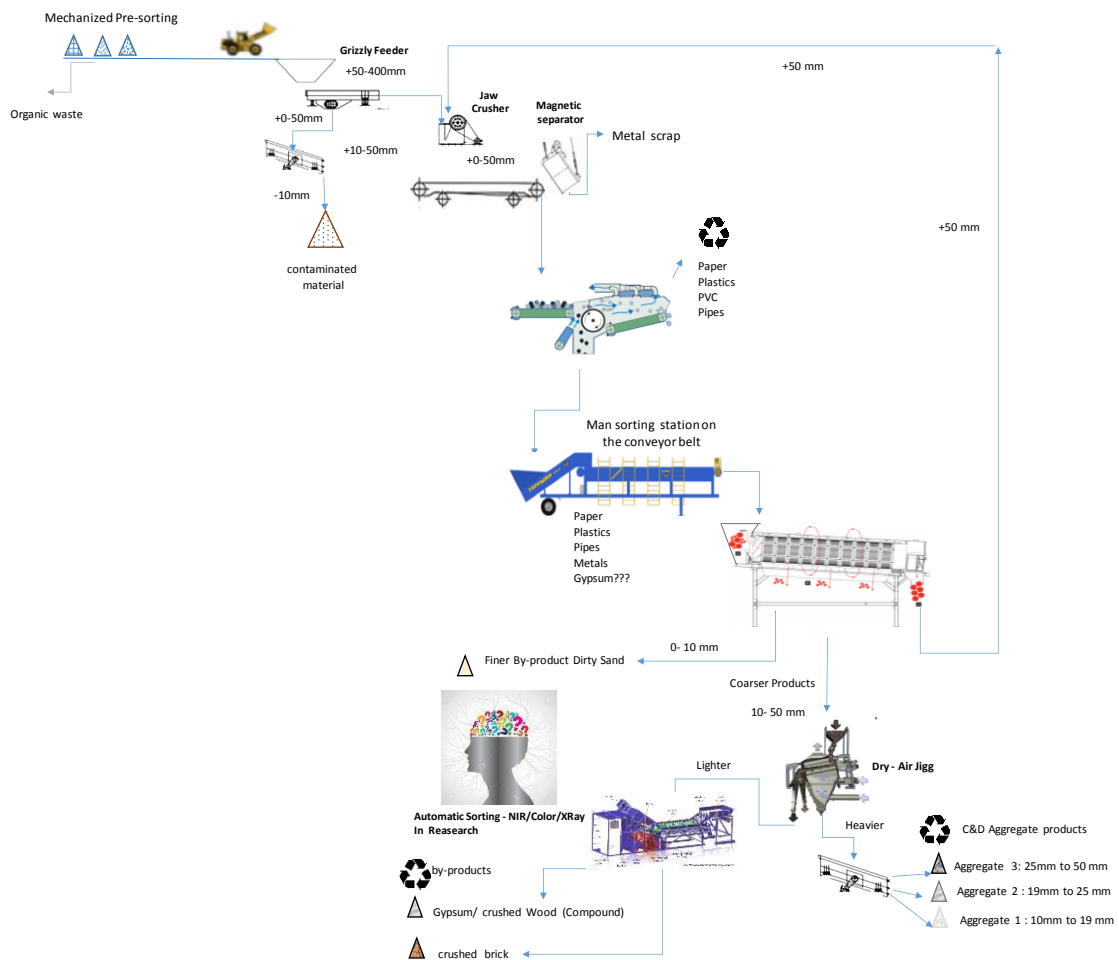 Mechanized Pre-sorting
Grizzly Feeder
+50-400mm
+50 mm
Jaw
Crusher
Magnetic
separator
Organic waste
+0-50mm
Metal scrap
+10-50mm
+0-50mm
-10mm
+50 mm
contaminated
material
Paper
Plastics
PVC
Pipes
Man sorting station on
the conveyor belt
Paper
Plastics
Pipes
Metals
Gypsum???
0- 10 mm
Finer By-product Dirty Sand
Coarser Products
10- 50 mm
Lighter
Dry - Air Jigg
Automatic Sorting - NIR/Color/XRay
In Reasearch
Heavier
C&D Aggregate products
by-products
Aggregate 3: 25mm to 50 mm
Aggregate 2 : 19mm to 25 mm
Gypsum/ crushed Wood (Compound)
Aggregate 1 : 10mm to 19 mm
crushed brick